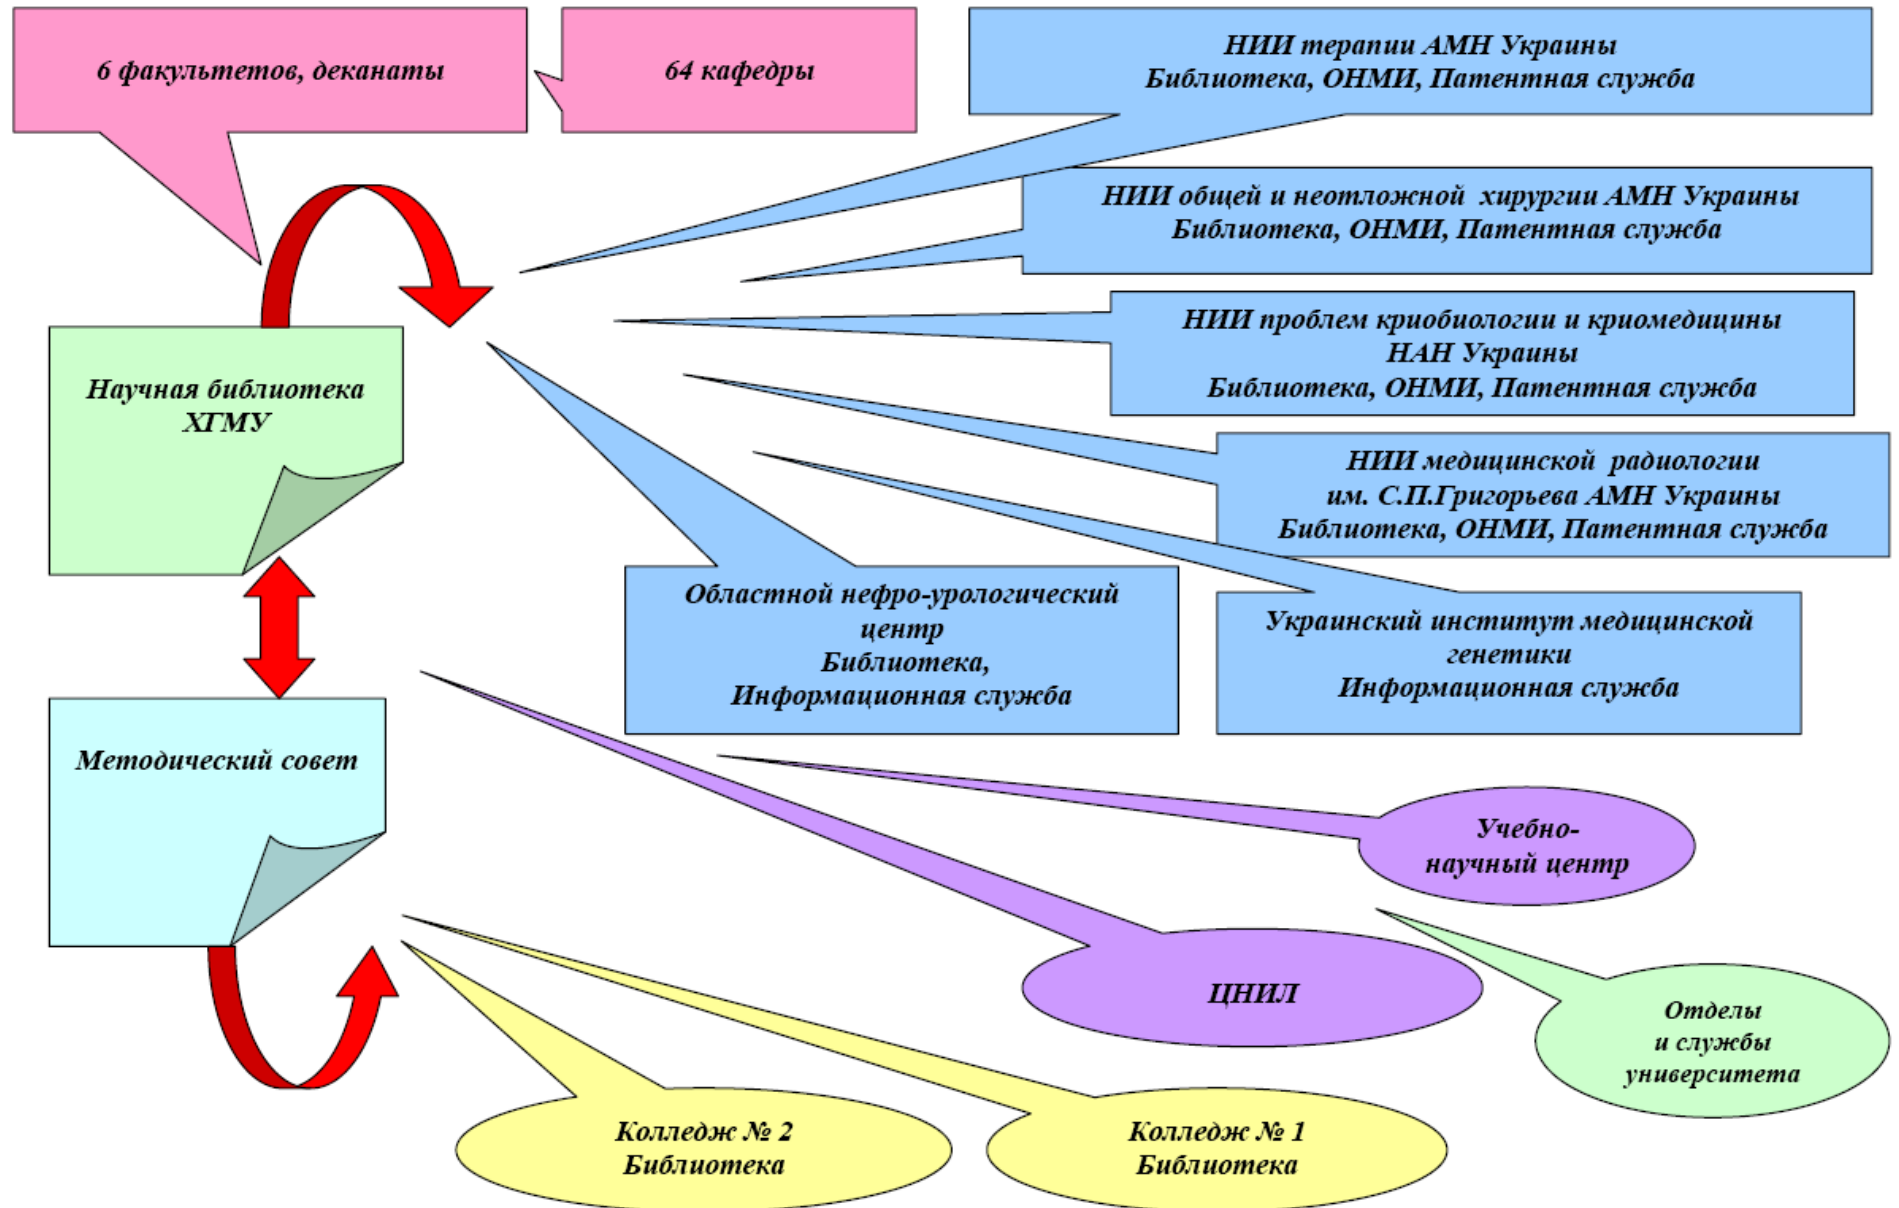 6 факультетов, деканаты
64 кафедры
НИИ терапии АМН Украины
Библиотека, ОНМИ, Патентная служба
НИИ общей и неотложной хирургии АМН Украины
Библиотека, ОНМИ, Патентная служба
НИИ проблем криобиологии и криомедицины
НАН Украины
Библиотека, ОНМИ, Патентная служба
Научная библиотека
ХГМУ
НИИ медицинской радиологии
им. С.П.Григорьева АМН Украины
Библиотека, ОНМИ, Патентная служба
Областной нефро-урологический
центр
Библиотека,
Информационная служба
Украинский институт медицинской
генетики
Информационная служба
Методический совет
Учебно-
научный центр
ЦНИЛ
Отделы
и службы
университета
Колледж № 2
Библиотека
Колледж № 1
Библиотека